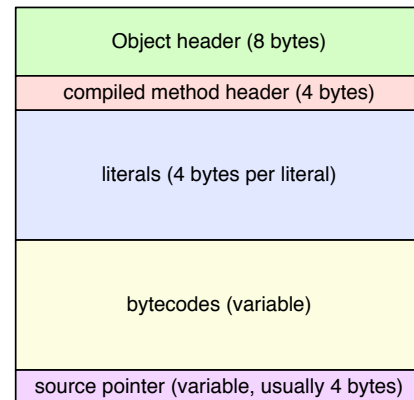 Object header (8 bytes)
compiled method header (4 bytes)
literals (4 bytes per literal)
bytecodes (variable)
source pointer (variable, usually 4 bytes)